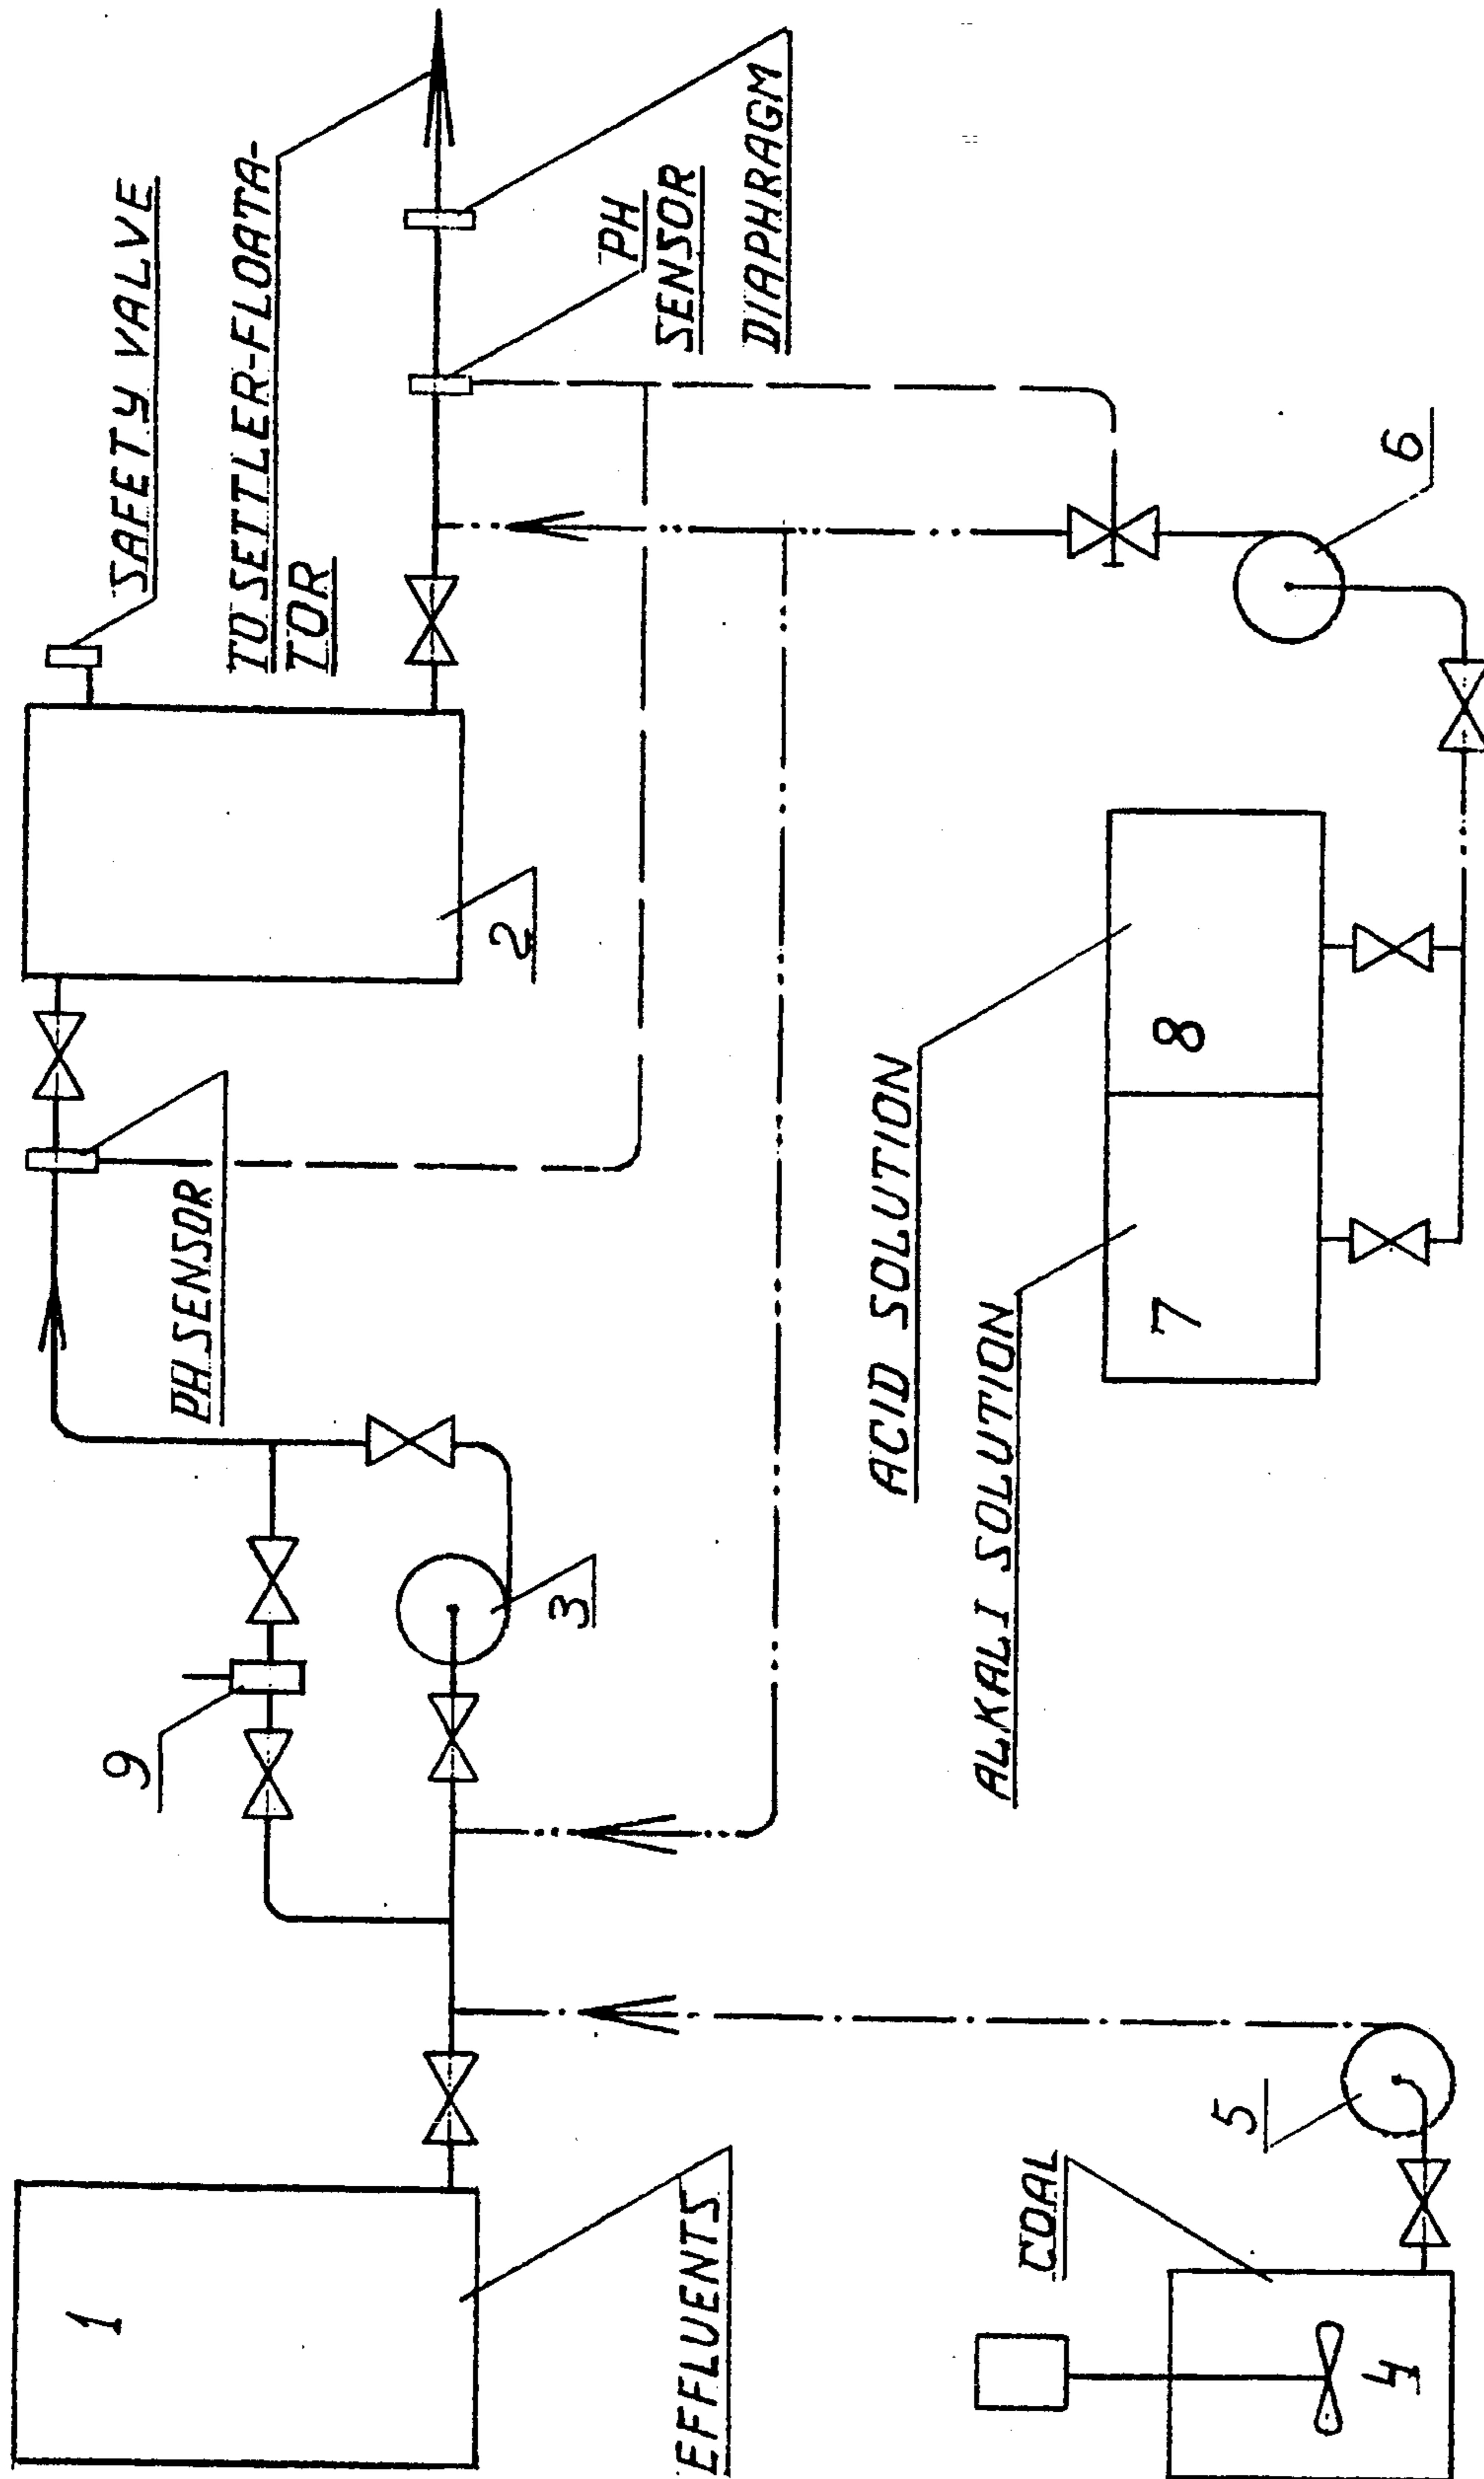 1
9
SAFETY VALVE
PH SENSOR
TO SETTLER-FLOATA-
TOR
2
3
PH
SENSOR
EFFLUENTS
DIAPHRAGM
ACID SOLUTION
ALKALI SOLUTION
COAL
7
8
5
4
6